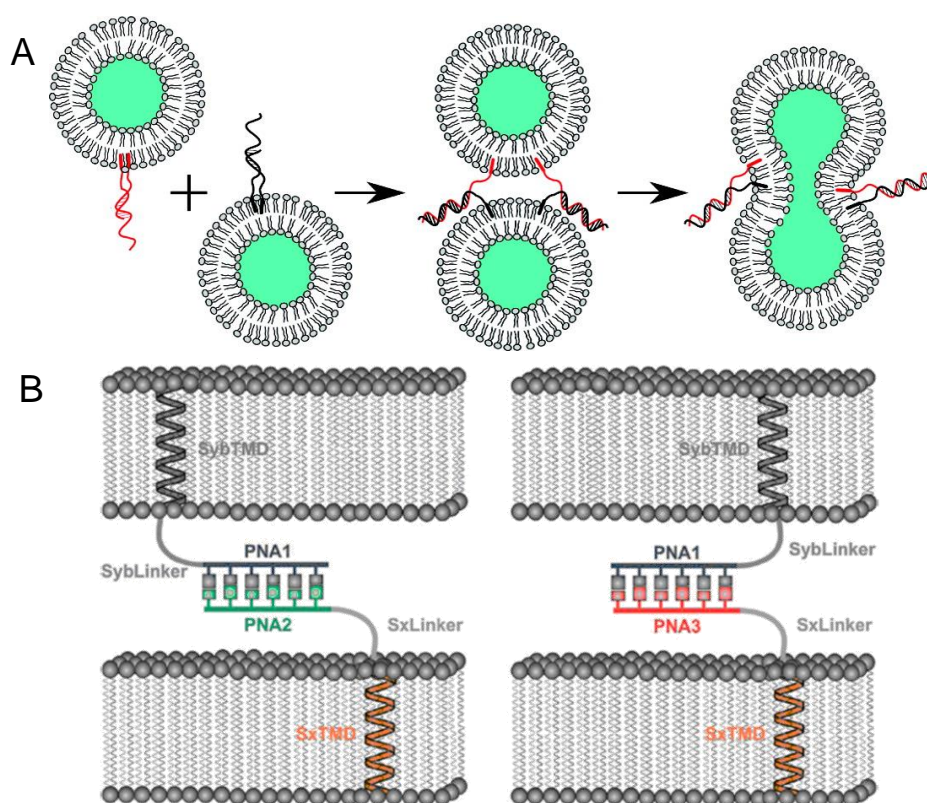 A
B
SybTMD
SybTMD
PNA1
PNA1
SybLinker
SybLinker
PNA2
PNA3
SxLinker
SxLinker
SxTMD
SxTMD